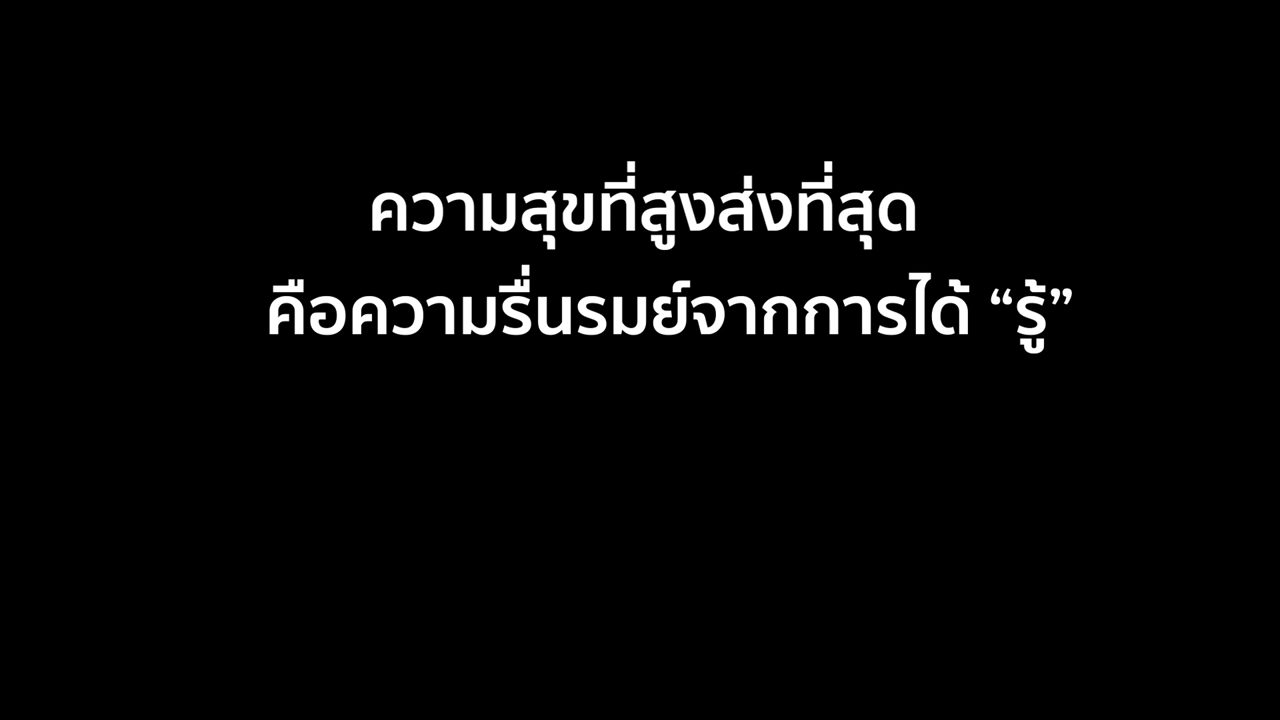 ความสุขที่สูงส่งที่สุด
คือความรื่นรมย์จากการได้ “รู้”